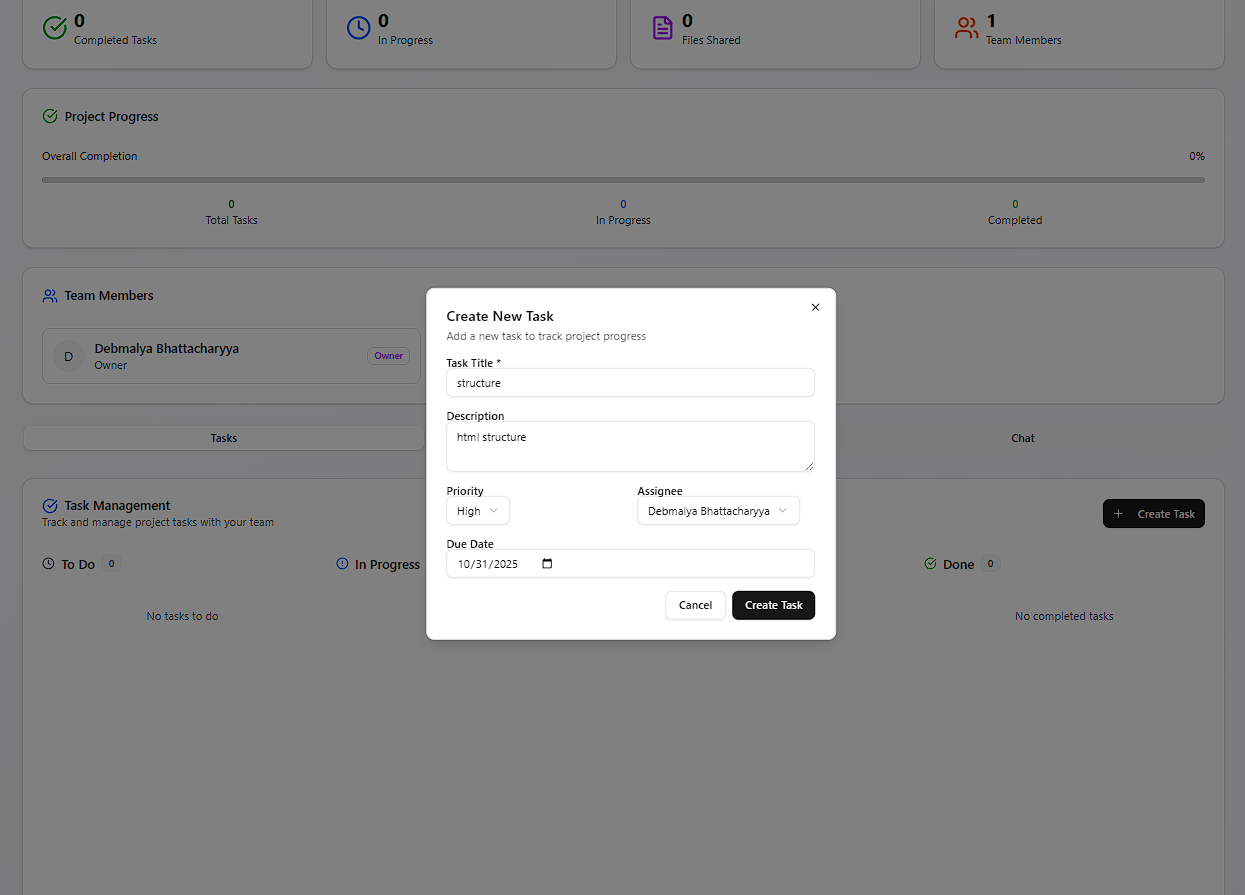 0
Completed Tasks
0
In Progress
0
Files Shared
1
Team Members
Project Progress
Overall Completion
0%
0
Total Tasks
0
In Progress
0
Completed
Team Members
D
Debmalya Bhattacharyya
Owner
Owner
Tasks
Chat
Task Management
Track and manage project tasks with your team
Create Task
To Do 0
In Progress
Done 0
No tasks to do
No completed tasks
Create New Task
Add a new task to track project progress
Task Title *
structure
Description
html structure
Priority
High
Assignee
Debmalya Bhattacharyya
Due Date
10/31/2025
Cancel
Create Task